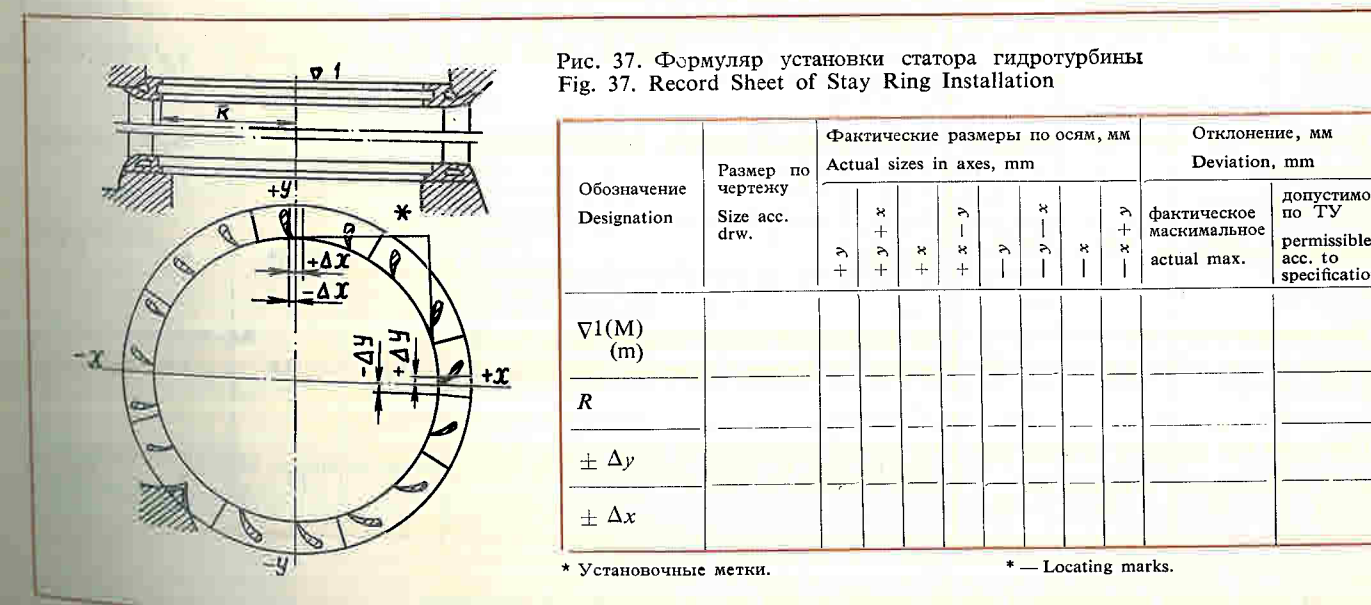 Рис. 37. Формуляр установки статора гидротурбины
Fig. 37. Record Sheet of Stay Ring Installation
∇ 1
R
+y
*
+Δx
-Δx
-Δy
+Δy
-x
+x
-y
Обозначение
Designation
Размер по
чертежу
Size acc.
drw.
Фактические размеры по осям, мм
Actual sizes in axes, mm
+ y
+ y + x
+ x
+ x — y
— y
— y — x
— x
— x + y
Отклонение, мм
Deviation, mm
фактическое
маскимальное
actual max.
допустимо
по ТУ
permissible
acc. to
specificatio
∇1(М)
(m)
R
± Δy
± Δx
* Установочные метки.
* — Locating marks.